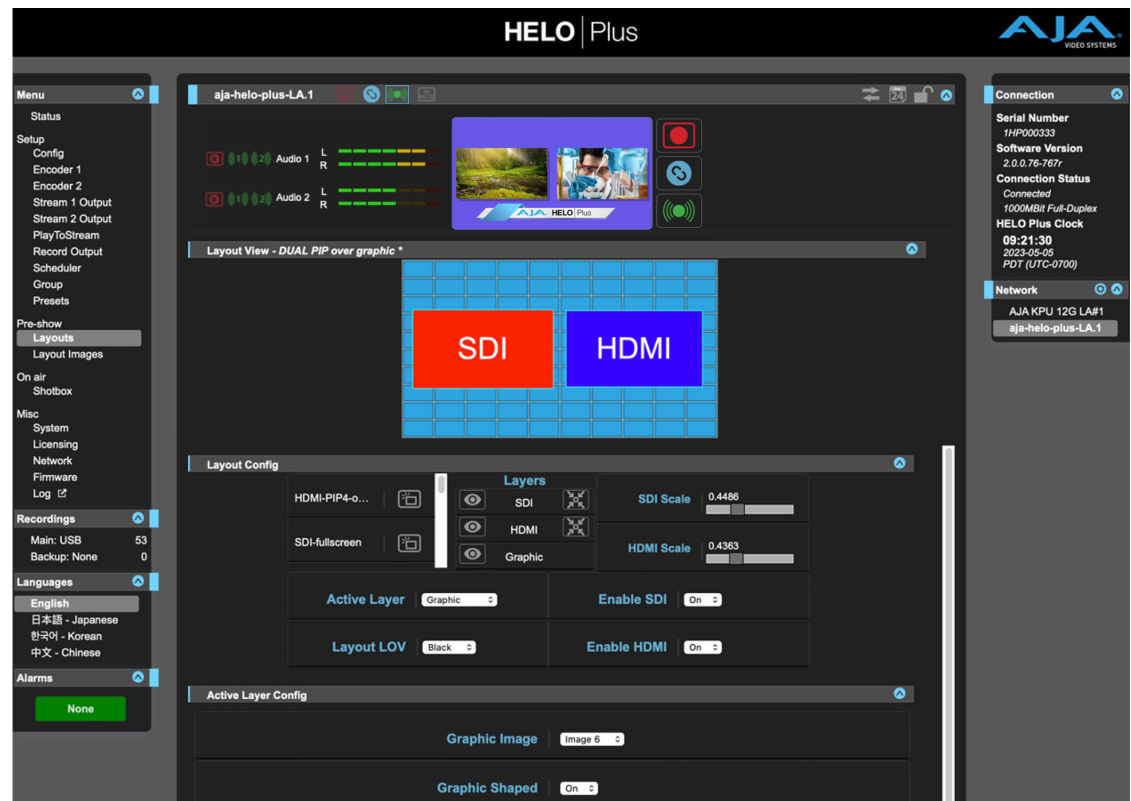 HELO Plus
AJA
VIDEO SYSTEMS
Menu
Status
Setup
Config
Encoder 1
Encoder 2
Stream 1 Output
Stream 2 Output
PlayToStream
Record Output
Scheduler
Group
Presets
Pre-show
Layouts
Layout Images
On air
Shotbox
Misc
System
Licensing
Network
Firmware
Log
Recordings
Main: USB 53
Backup: None 0
Languages
English
日本語 - Japanese
한국어 - Korean
中文 - Chinese
Alarms
None
aja-helo-plus-LA.1
24
1 2 Audio 1 L
R
1 2 Audio 2 L
R
AJA HELO Plus
Layout View - DUAL PIP over graphic *
SDI HDMI
Layout Config
HDMI-PIP4-o...
SDI-fullscreen
Layers
SDI
HDMI
Graphic
SDI Scale 0.4486
HDMI Scale 0.4363
Active Layer Graphic
Enable SDI On
Layout LOV Black
Enable HDMI On
Active Layer Config
Graphic Image Image 6
Graphic Shaped On
Connection
Serial Number
1HP000333
Software Version
2.0.0.76-767r
Connection Status
Connected
1000MBit Full-Duplex
HELO Plus Clock
09:21:30
2023-05-05
PDT (UTC-0700)
Network
AJA KPU 12G LA#1
aja-helo-plus-LA.1